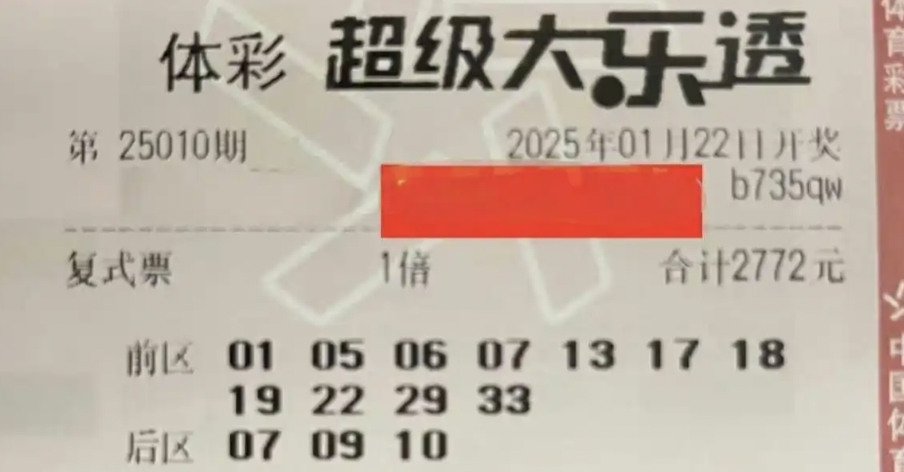 体彩 超级大乐透
第 25010期 2025年01月22日开奖
b735qw
复式票 1倍 合计2772元
前区 01 05 06 07 13 17 18
19 22 29 33
后区 07 09 10
体育彩票
中国体育